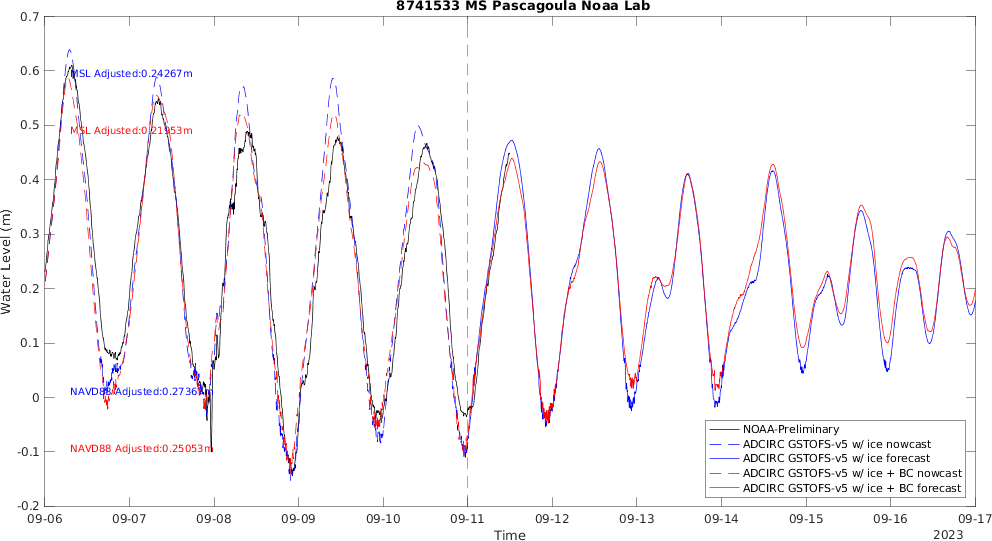 8741533 MS Pascagoula Noaa Lab
0.7
0.6
0.5
0.4
0.3
0.2
0.1
0
-0.1
-0.2
Water Level (m)
MSL Adjusted:0.24267m
MSL Adjusted:0.21953m
NAVD88 Adjusted:0.27367m
NAVD88 Adjusted:0.25053m
NOAA-Preliminary
ADCIRC GSTOFS-v5 w/ ice nowcast
ADCIRC GSTOFS-v5 w/ ice forecast
ADCIRC GSTOFS-v5 w/ ice + BC nowcast
ADCIRC GSTOFS-v5 w/ ice + BC forecast
09-06 09-07 09-08 09-09 09-10 09-11 09-12 09-13 09-14 09-15 09-16 09-17
Time
2023